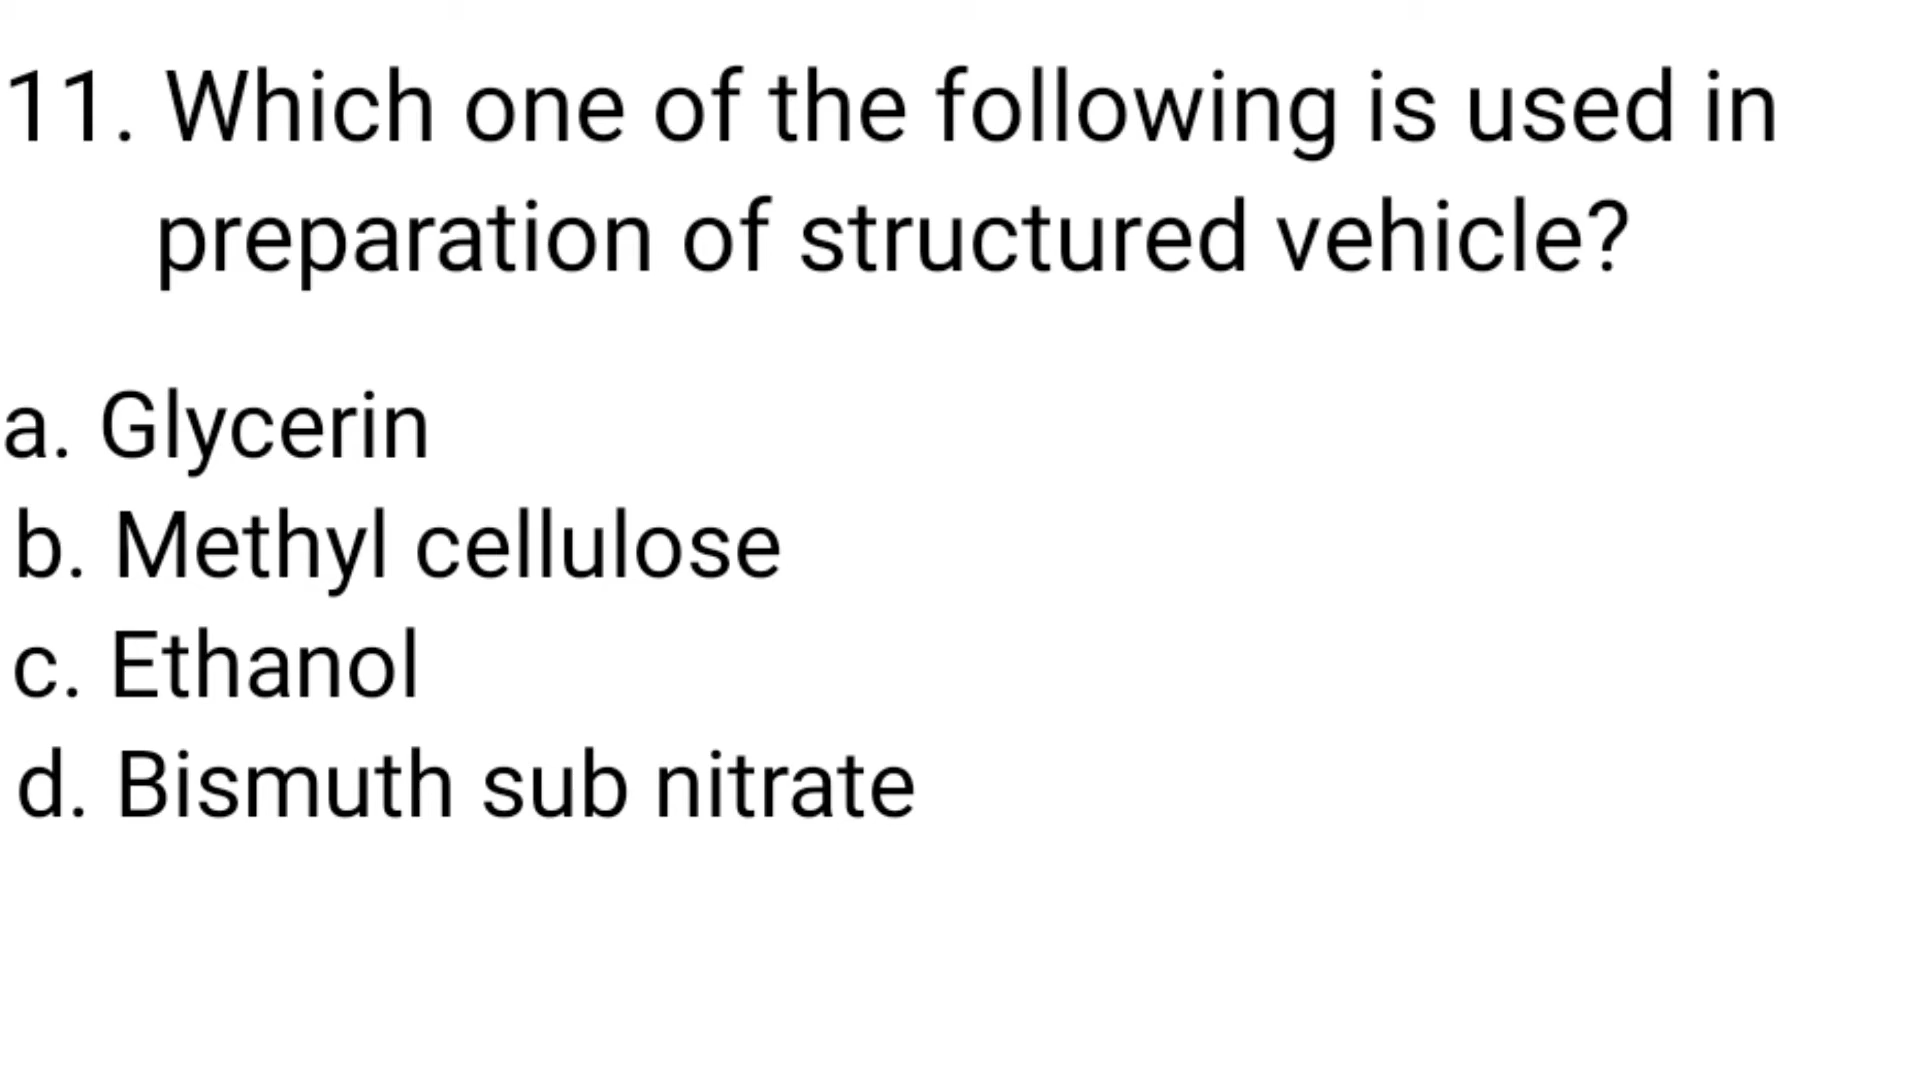 11. Which one of the following is used in
preparation of structured vehicle?
a. Glycerin
b. Methyl cellulose
c. Ethanol
d. Bismuth sub nitrate